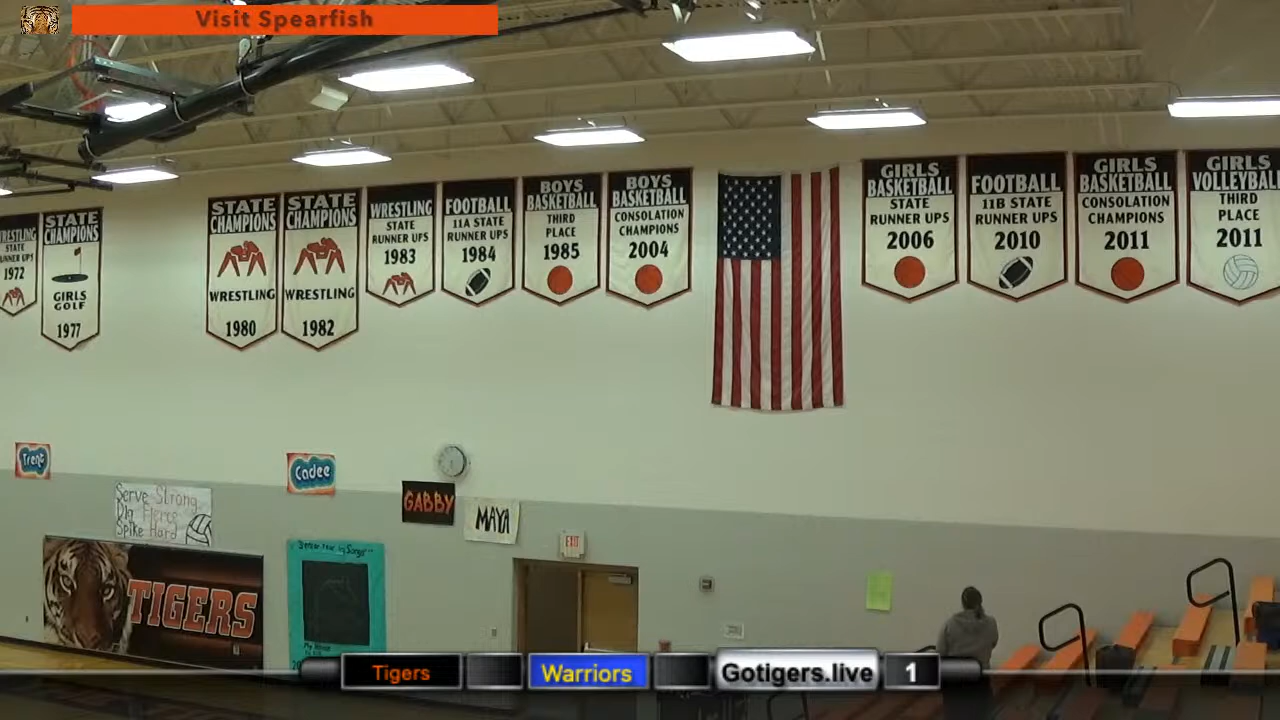 Visit Spearfish
WRESTLING
STATE
RUNNER UPS
1972
STATE
CHAMPIONS
GIRLS
GOLF
1977
STATE
CHAMPIONS
WRESTLING
1980
STATE
CHAMPIONS
WRESTLING
1982
WRESTLING
STATE
RUNNER UPS
1983
FOOTBALL
11A STATE
RUNNER UPS
1984
BOYS
BASKETBALL
THIRD
PLACE
1985
BOYS
BASKETBALL
CONSOLATION
CHAMPIONS
2004
GIRLS
BASKETBALL
STATE
RUNNER UPS
2006
FOOTBALL
11B STATE
RUNNER UPS
2010
GIRLS
BASKETBALL
CONSOLATION
CHAMPIONS
2011
GIRLS
VOLLEYBALL
THIRD
PLACE
2011
Trent
Cadee
GABBY
MAYA
Serve Strong
Dig Fierce
Spike Hard
EXIT
TIGERS
Tigers
Warriors
Gotigers.live
1